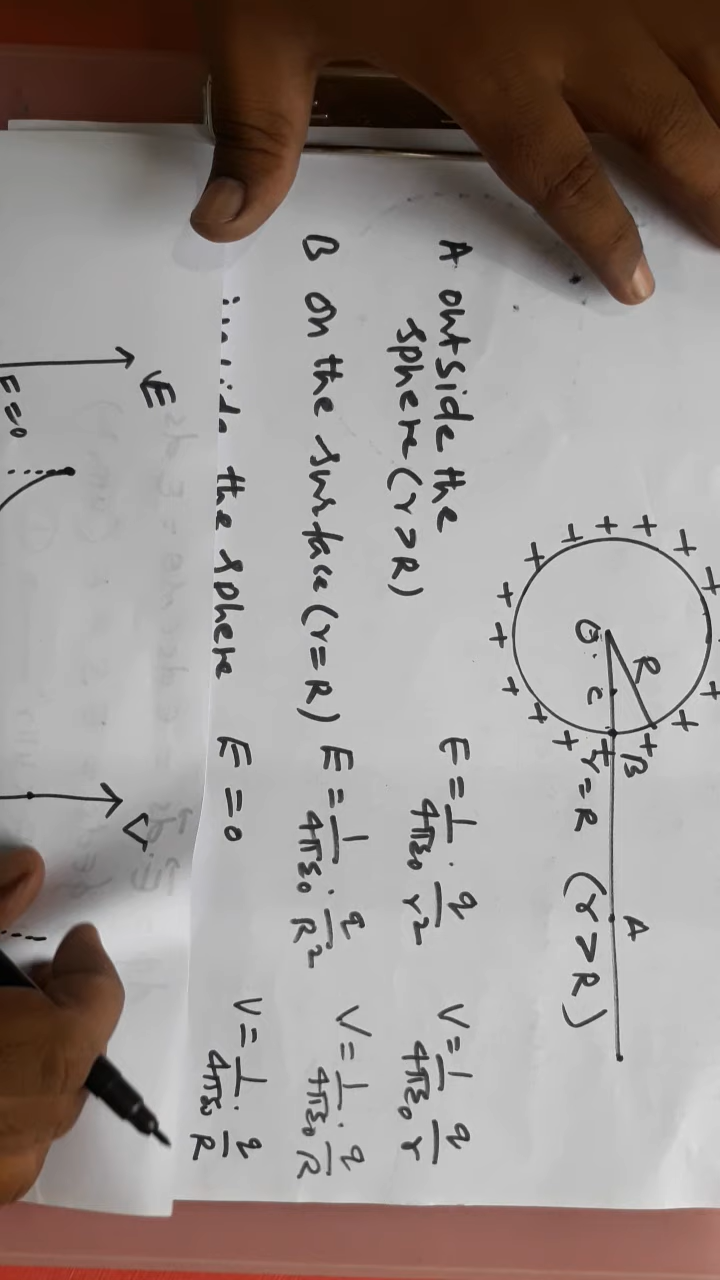 + + + + + + + + + + + + + + +
R
B
O
C
r=R (r>R)
A
A outside the sphere (r>R) E = 1/4πε0 · q/r2 V = 1/4πε0 q/r
B on the surface (r=R) E = 1/4πε0 · q/R2 V = 1/4πε0 · q/R
inside the sphere E = 0 V = 1/4πε0 · q/R
E
V
E=0